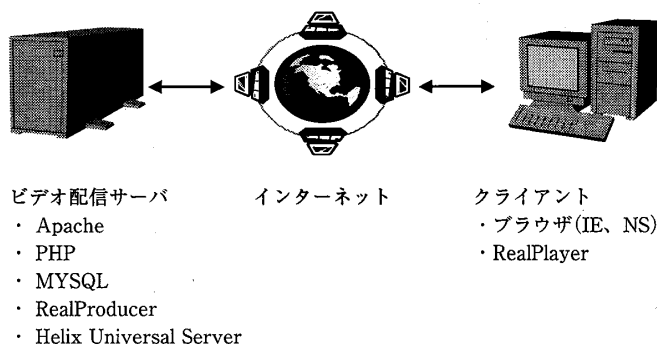 ビデオ配信サーバ
・ Apache
・ PHP
・ MYSQL
・ RealProducer
・ Helix Universal Server
インターネット
クライアント
・ブラウザ(IE、NS)
・RealPlayer